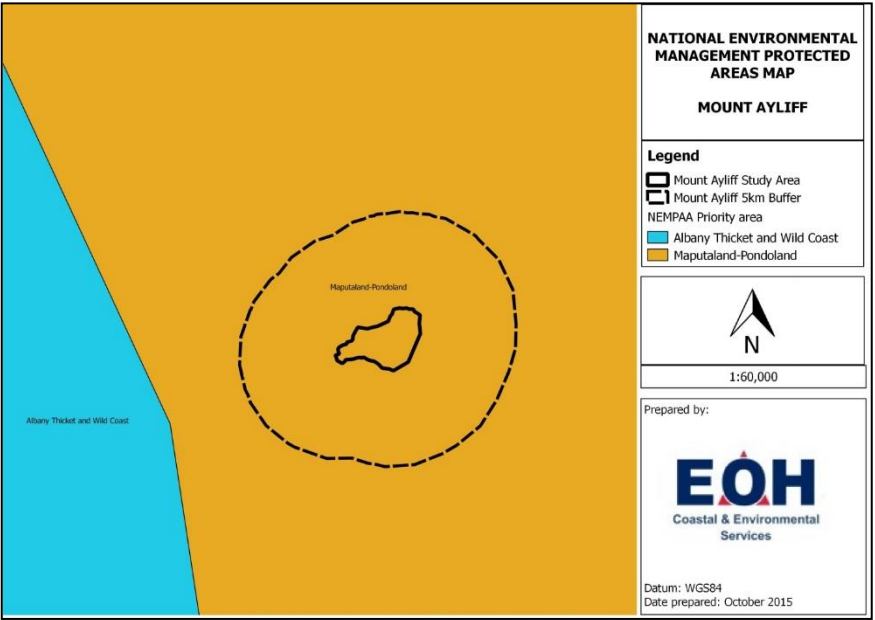 NATIONAL ENVIRONMENTAL
MANAGEMENT PROTECTED
AREAS MAP
MOUNT AYLIFF
Legend
Mount Ayliff Study Area
Mount Ayliff 5km Buffer
NEMPAA Priority area
Albany Thicket and Wild Coast
Maputaland-Pondoland
N
1:60,000
Prepared by:
EOH
Coastal & Environmental
Services
Datum: WGS84
Date prepared: October 2015
Maputaland-Pondoland
Albany Thicket and Wild Coast